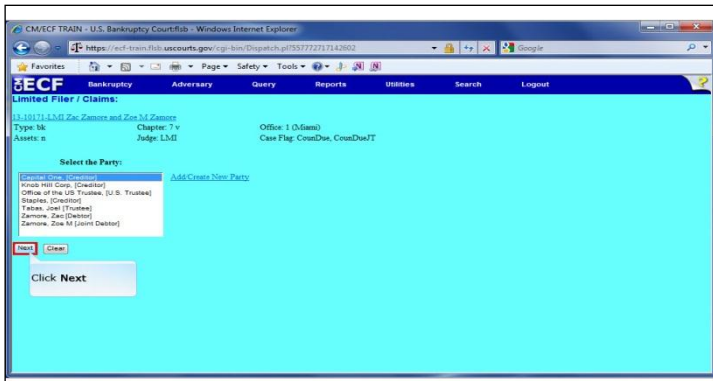 CM/ECF TRAIN - U.S. Bankruptcy Court:flsb - Windows Internet Explorer
https://ecf-train.flsb.uscourts.gov/cgi-bin/Dispatch.pl?557772717142602
Google
Favorites Page Safety Tools
ECF Bankruptcy Adversary Query Reports Utilities Search Logout ?
Limited Filer / Claims:
13-10171-LMI Zac Zamore and Zoe M Zamore
Type: bk Chapter: 7 v Office: 1 (Miami)
Assets: n Judge: LMI Case Flag: CounDue, CounDueJT
Select the Party:
Capital One, [Creditor] Add/Create New Party
Knob Hill Corp, [Creditor]
Office of the US Trustee, [U.S. Trustee]
Staples, [Creditor]
Tabas, Joel [Trustee]
Zamore, Zac [Debtor]
Zamore, Zoe M [Joint Debtor]
Next Clear
Click Next